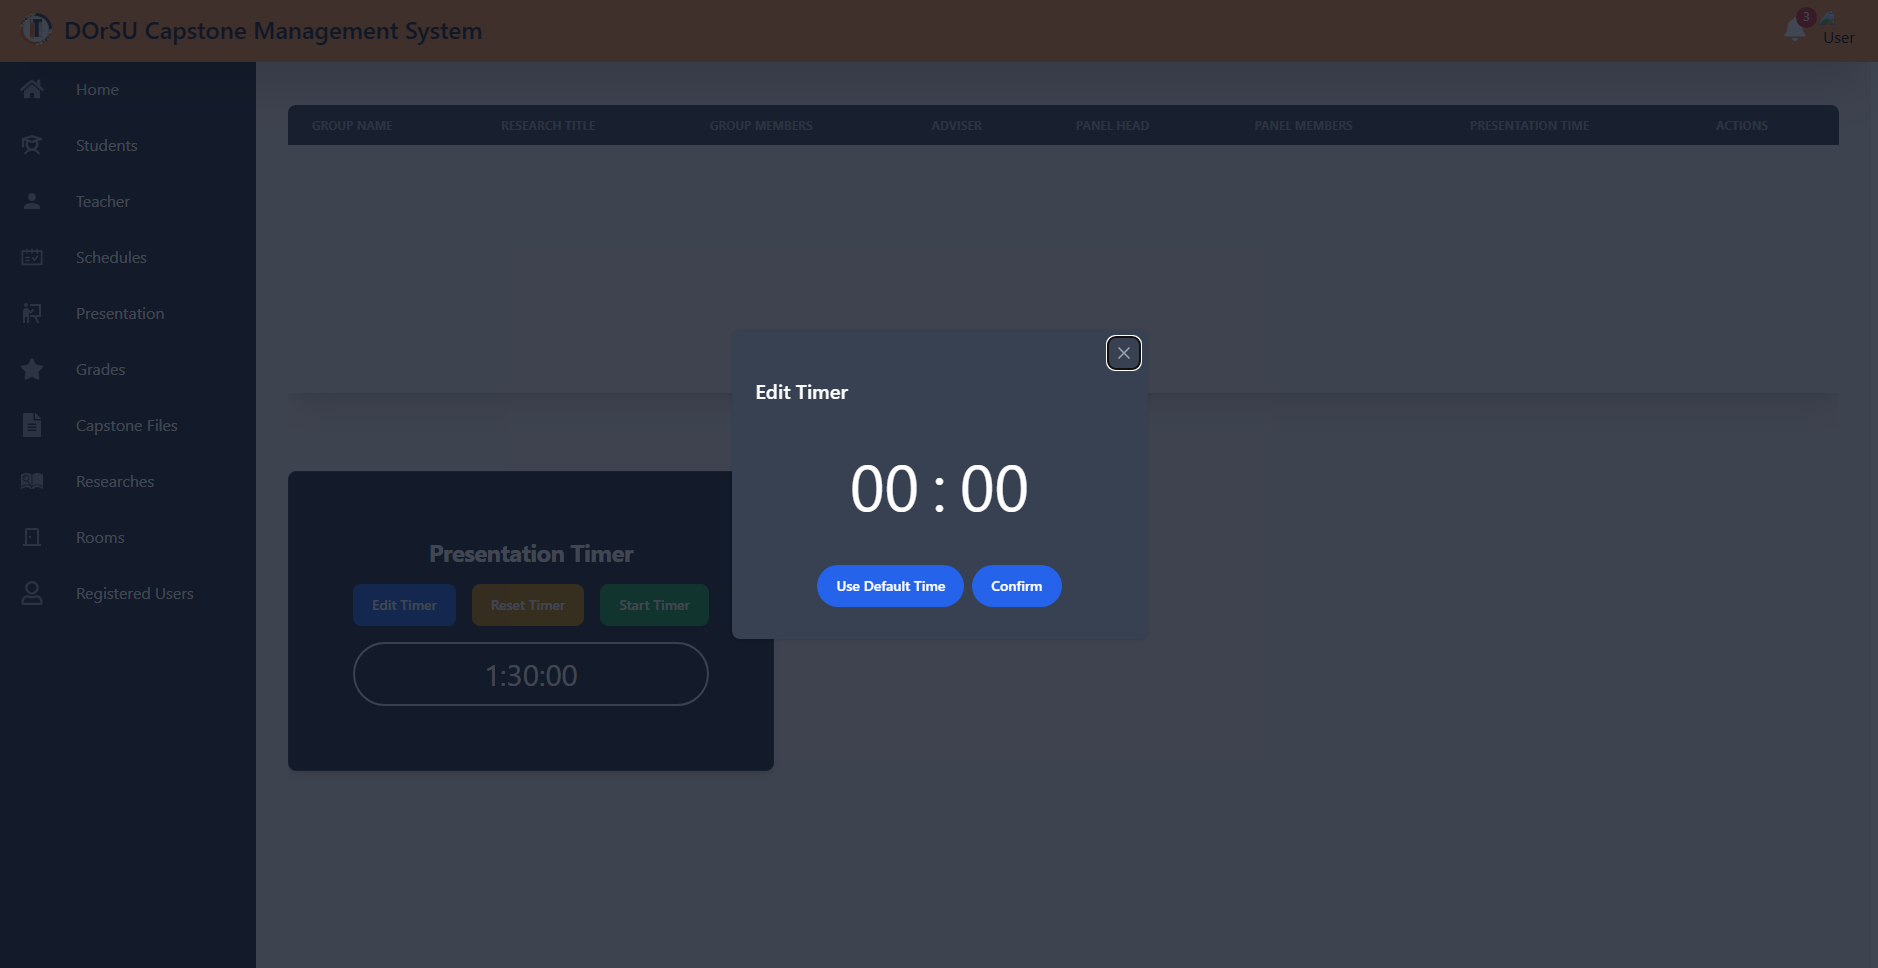 DOrSU Capstone Management System
3
User
Home
Students
Teacher
Schedules
Presentation
Grades
Capstone Files
Researches
Rooms
Registered Users
GROUP NAME RESEARCH TITLE GROUP MEMBERS ADVISER PANEL HEAD PANEL MEMBERS PRESENTATION TIME ACTIONS
Presentation Timer
Edit Timer Reset Timer Start Timer
1:30:00
Edit Timer
00 : 00
Use Default Time Confirm